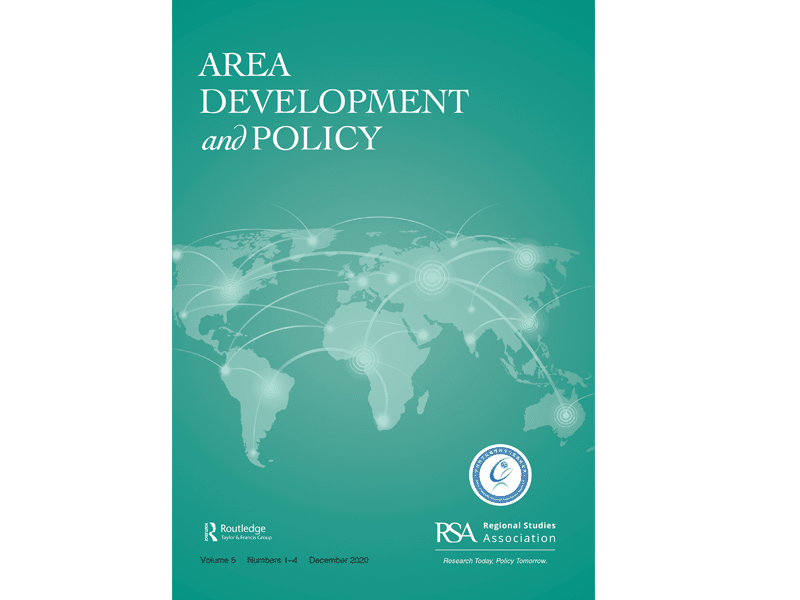 AREA
DEVELOPMENT
and POLICY
ROUTLEDGE
Routledge
Taylor & Francis Group
RSA
Regional Studies
Association
Research Today, Policy Tomorrow.
Volume 5 Numbers 1–4 December 2020